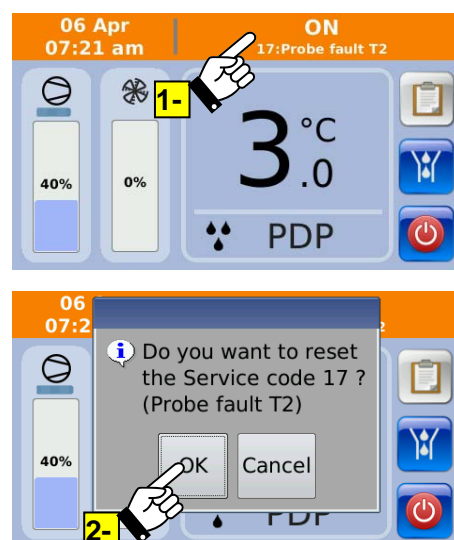 06 Apr
07:21 am
ON
17:Probe fault T2
1-
40%
0%
3.0 °C
PDP
06
07:2
2
Do you want to reset
the Service code 17 ?
(Probe fault T2)
40%
OK
Cancel
2-
PDP